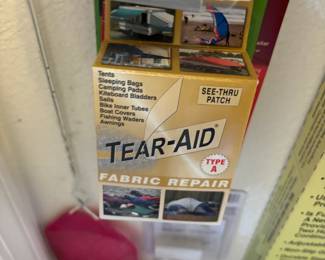 Tents
Sleeping Bags
Camping Pads
Kiteboard Bladders
Sails
Bike Inner Tubes
Boat Covers
Fishing Waders
Awnings
SEE-THRU
PATCH
TEAR-AID®
TYPE
A
FABRIC REPAIR